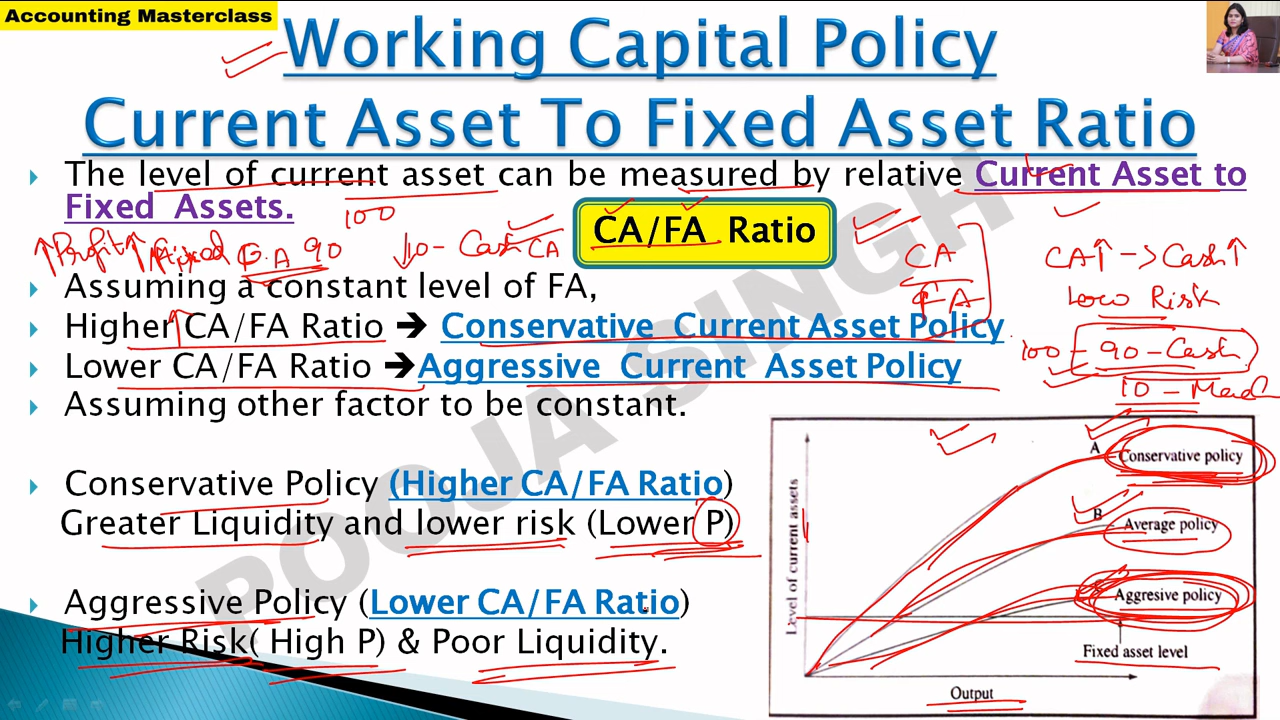 Accounting Masterclass
Working Capital Policy
Current Asset To Fixed Asset Ratio
The level of current asset can be measured by relative Current Asset to
Fixed Assets.
100
CA/FA Ratio
↑Profit↑ Fixed F.A 90
↓10 - Cash CA
CA
FA
CA↑ → Cash↑
Low Risk
100 - 90 - Cash
10 -
Assuming a constant level of FA,
Higher ↑ CA/FA Ratio ➔ Conservative Current Asset Policy
Lower CA/FA Ratio ➔Aggressive Current Asset Policy
Assuming other factor to be constant.
Conservative Policy (Higher CA/FA Ratio)
Greater Liquidity and lower risk (Lower P)
Aggressive Policy (Lower CA/FA Ratio)
Higher Risk( High P) & Poor Liquidity.
Level of current assets
A Conservative policy
B Average policy
Aggresive policy
Fixed asset level
Output
POOJA SINGH